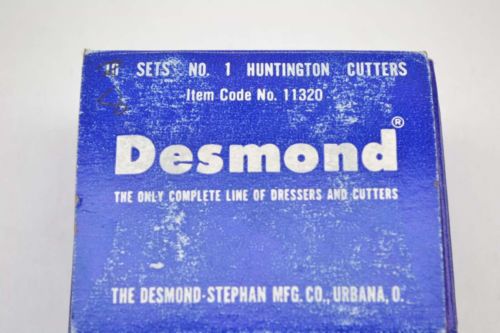 10 SETS NO. 1 HUNTINGTON CUTTERS
Item Code No. 11320
Desmond®
THE ONLY COMPLETE LINE OF DRESSERS AND CUTTERS
THE DESMOND-STEPHAN MFG. CO., URBANA, O.